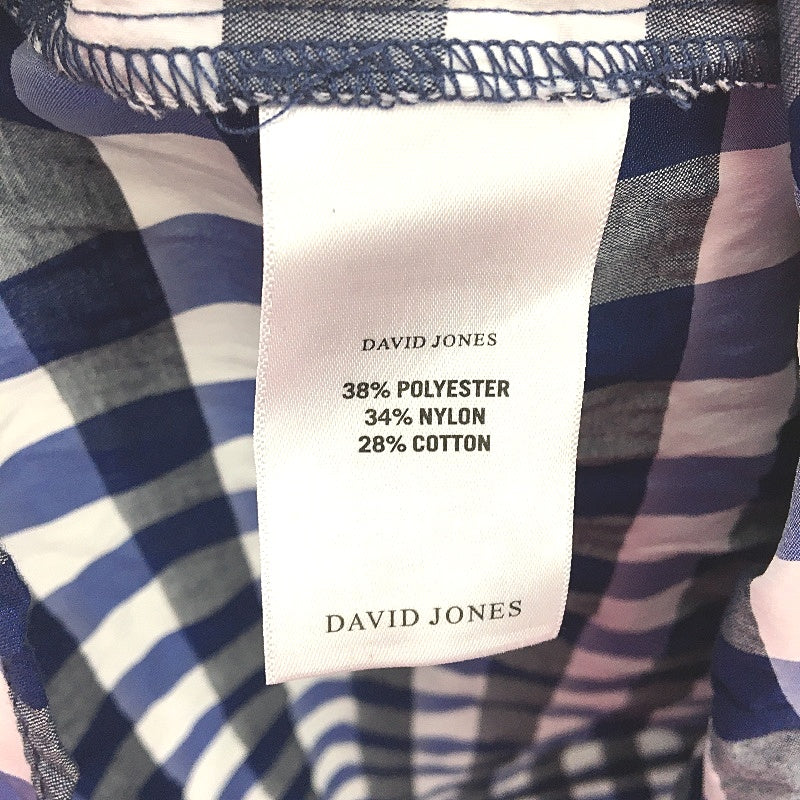 DAVID JONES
38% POLYESTER
34% NYLON
28% COTTON
DAVID JONES